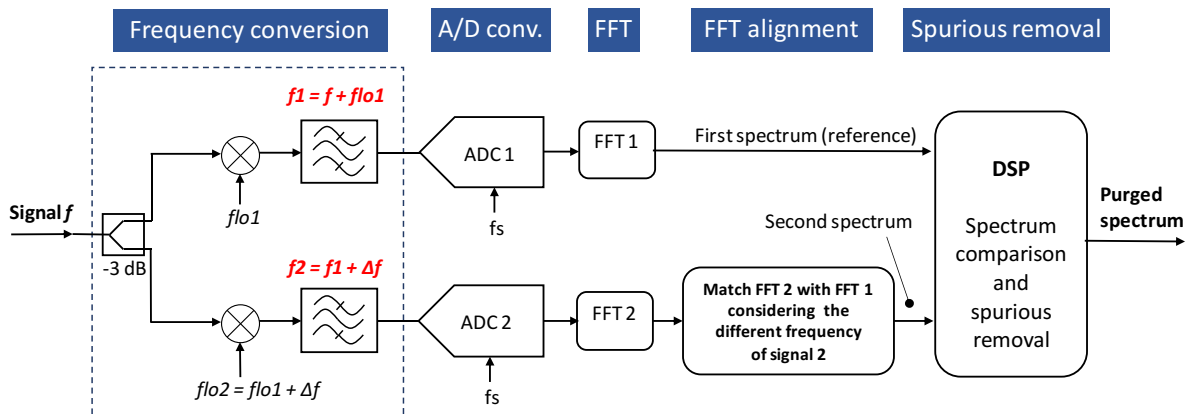 Frequency conversion
A/D conv.
FFT
FFT alignment
Spurious removal
f1 = f + flo1
ADC 1
FFT 1
First spectrum (reference)
DSP
Spectrum
comparison
and
spurious
removal
Purged
spectrum
Signal f
-3 dB
flo1
fs
Second spectrum
f2 = f1 + Δf
ADC 2
FFT 2
Match FFT 2 with FFT 1
considering the
different frequency
of signal 2
flo2 = flo1 + Δf
fs